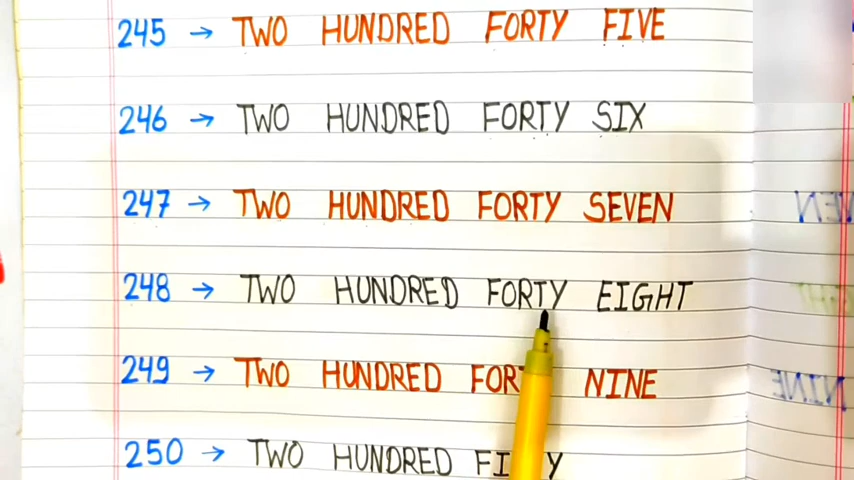 245 → TWO HUNDRED FORTY FIVE
246 → TWO HUNDRED FORTY SIX
247 → TWO HUNDRED FORTY SEVEN
248 → TWO HUNDRED FORTY EIGHT
249 → TWO HUNDRED NINE
250 → TWO HUNDRED